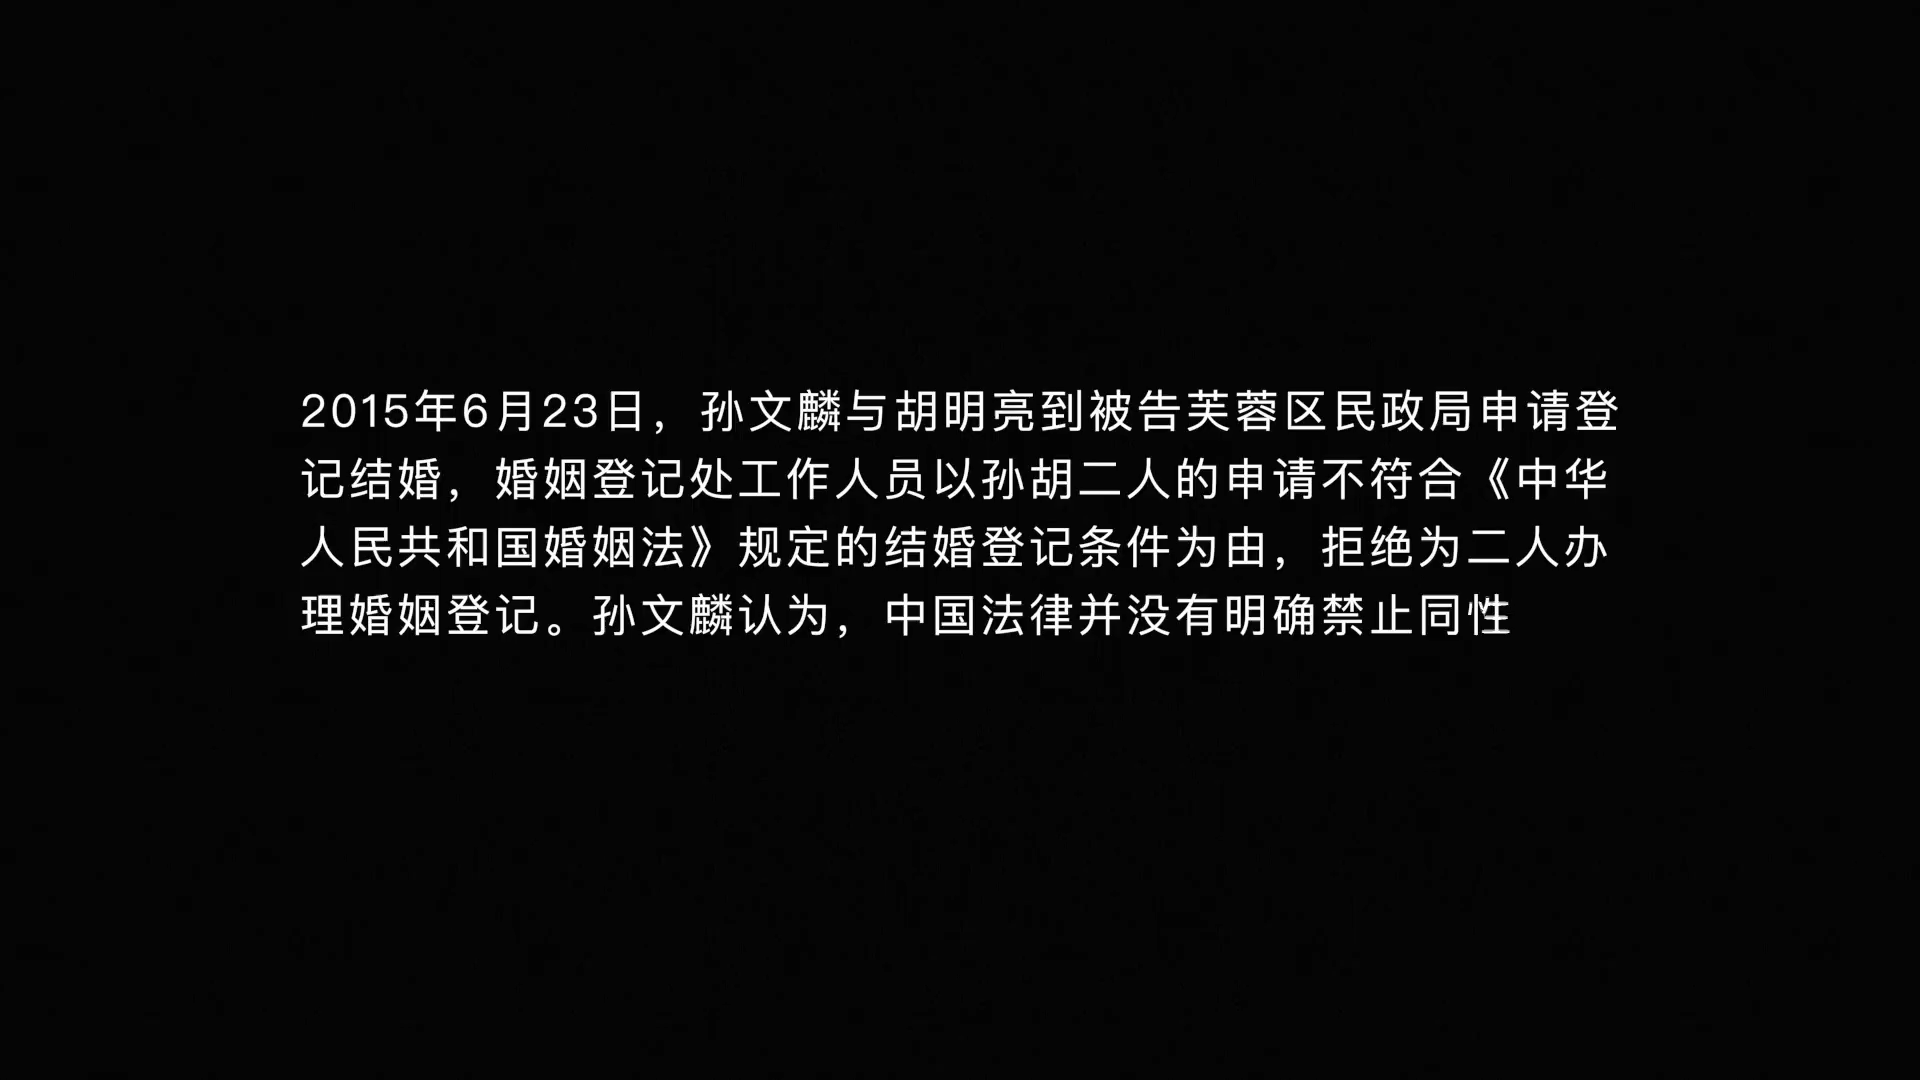 2015年6月23日，孙文麟与胡明亮到被告芙蓉区民政局申请登
记结婚，婚姻登记处工作人员以孙胡二人的申请不符合《中华
人民共和国婚姻法》规定的结婚登记条件为由，拒绝为二人办
理婚姻登记。孙文麟认为，中国法律并没有明确禁止同性